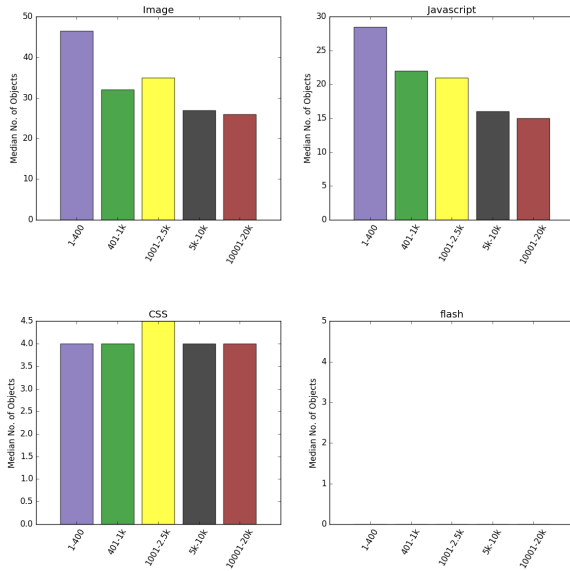 Image
Median No. of Objects
50
40
30
20
10
0
1-400
401-1k
1001-2.5k
5k-10k
10001-20k
Javascript
Median No. of Objects
30
25
20
15
10
5
0
1-400
401-1k
1001-2.5k
5k-10k
10001-20k
CSS
Median No. of Objects
4.5
4.0
3.5
3.0
2.5
2.0
1.5
1.0
0.5
0.0
1-400
401-1k
1001-2.5k
5k-10k
10001-20k
flash
Median No. of Objects
5
4
3
2
1
0
1-400
401-1k
1001-2.5k
5k-10k
10001-20k